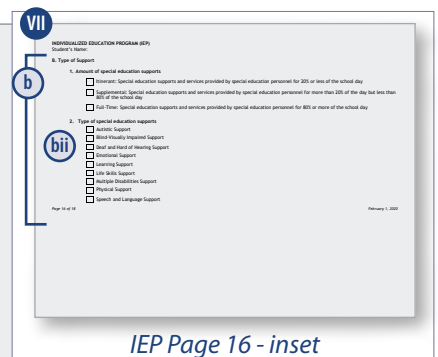 VII
INDIVIDUALIZED EDUCATION PROGRAM (IEP)
Student's Name:
b
B. Type of Support
1. Amount of special education supports
Itinerant: Special education supports and services provided by special education personnel for 20% or less of the school day
Supplemental: Special education supports and services provided by special education personnel for more than 20% of the day but less than
80% of the school day
Full-Time: Special education supports and services provided by special education personnel for 80% or more of the school day
bii
2. Type of special education supports
Autistic Support
Blind-Visually Impaired Support
Deaf and Hard of Hearing Support
Emotional Support
Learning Support
Life Skills Support
Multiple Disabilities Support
Physical Support
Speech and Language Support
Page 16 of 18
February 1, 2020
IEP Page 16 - inset